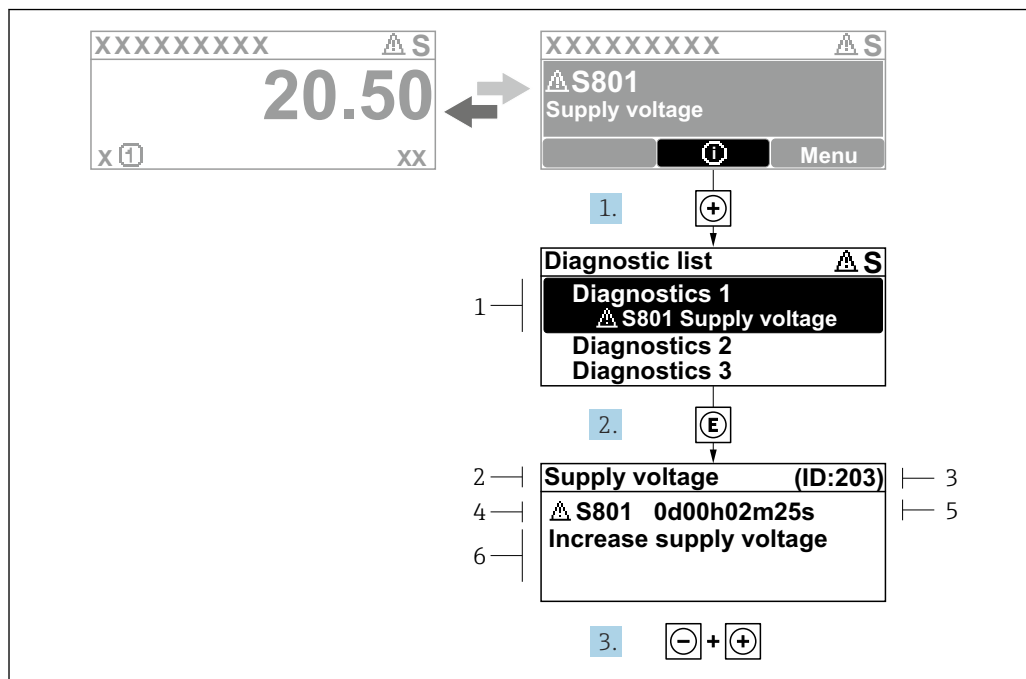 XXXXXXXXX ⚠ S
20.50
x ① xx
XXXXXXXXX ⚠ S
⚠ S801
Supply voltage
ⓘ Menu
1. +
Diagnostic list ⚠ S
1
Diagnostics 1
⚠ S801 Supply voltage
Diagnostics 2
Diagnostics 3
2. E
2 Supply voltage (ID:203) 3
4 ⚠ S801 0d00h02m25s 5
6 Increase supply voltage
3. − + +